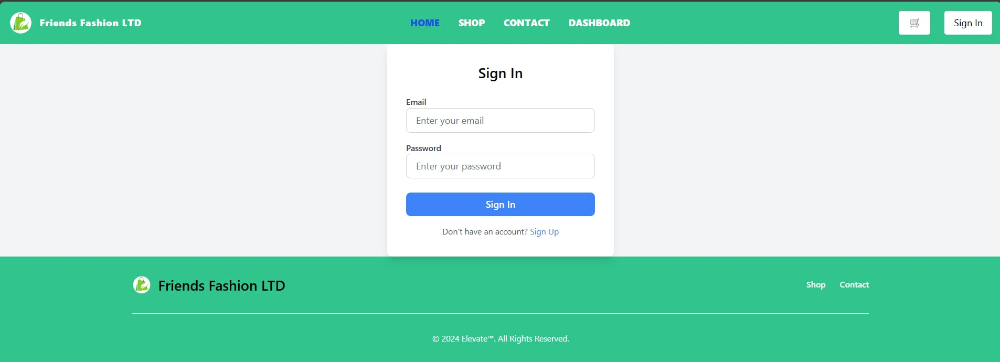 Friends Fashion LTD HOME SHOP CONTACT DASHBOARD Sign In
Sign In
Email
Enter your email
Password
Enter your password
Sign In
Don't have an account? Sign Up
Friends Fashion LTD Shop Contact
© 2024 Elevate™. All Rights Reserved.